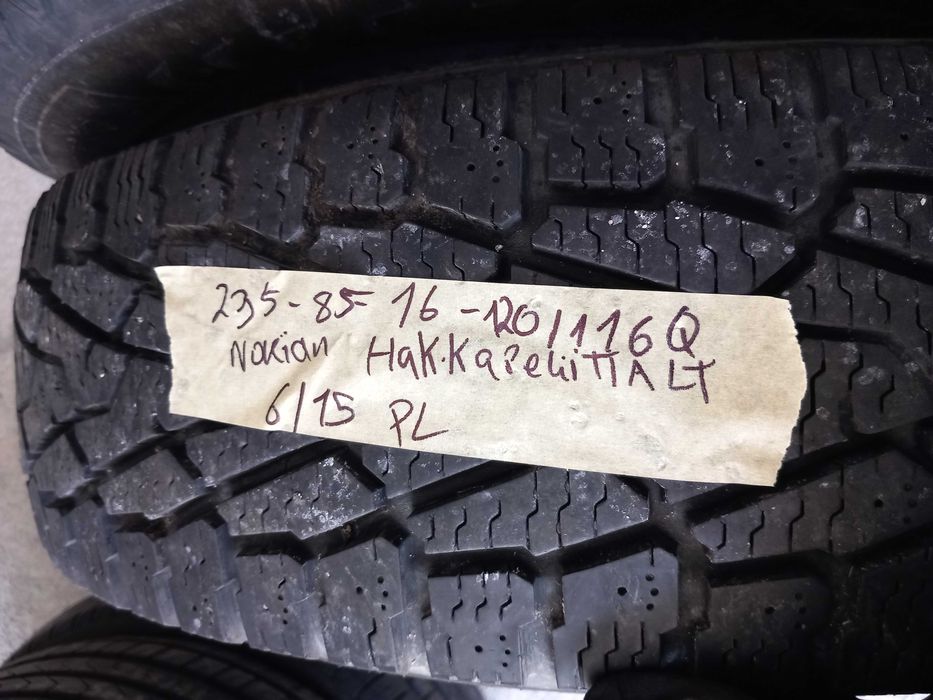 235-85-16-120/116Q
Nokian HaKKaPeliiTTA LT
6/15 PL